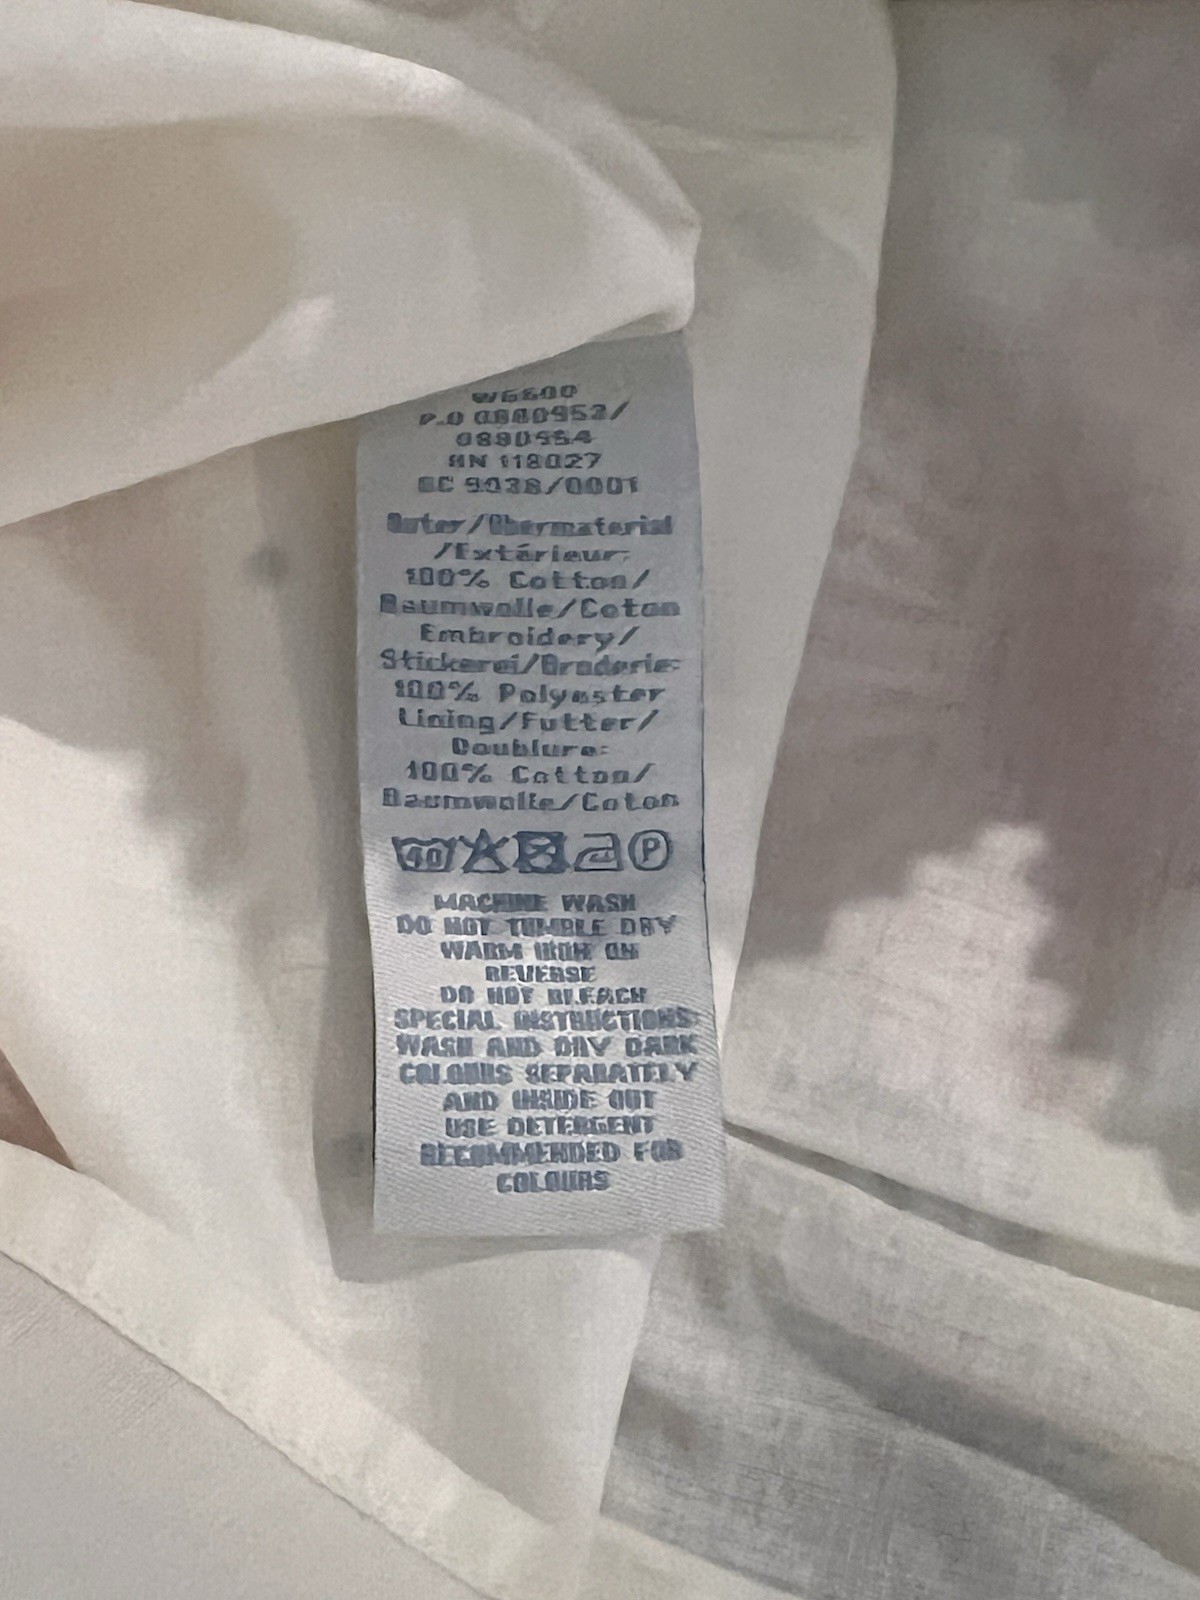 W6600
P.O 0880952/
0880954
RN 118027
EC 9038/0001
Outer/Obermaterial
/Extérieur:
100% Cotton/
Baumwolle/Coton
Embroidery/
Stickerei/Broderie:
100% Polyester
Lining/Futter/
Doublure:
100% Cotton/
Baumwolle/Coton
40 P
MACHINE WASH
DO NOT TUMBLE DRY
WARM IRON ON
REVERSE
DO NOT BLEACH
SPECIAL INSTRUCTIONS
WASH AND DRY DARK
COLOURS SEPARATELY
AND INSIDE OUT
USE DETERGENT
RECOMMENDED FOR
COLOURS